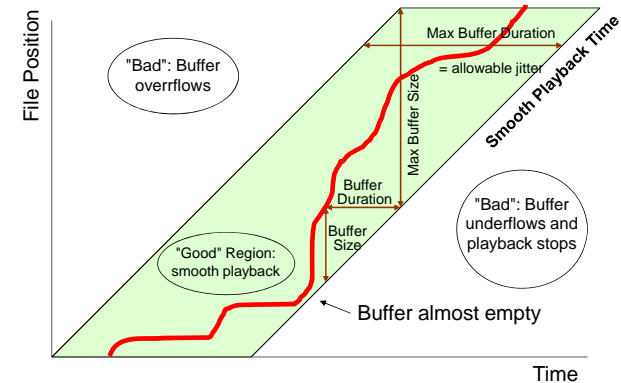 File Position
"Bad": Buffer
overrflows
Max Buffer Duration
= allowable jitter
Smooth Playback Time
Max Buffer Size
Buffer
Duration
"Bad": Buffer
underflows and
playback stops
Buffer
Size
"Good" Region:
smooth playback
Buffer almost empty
Time